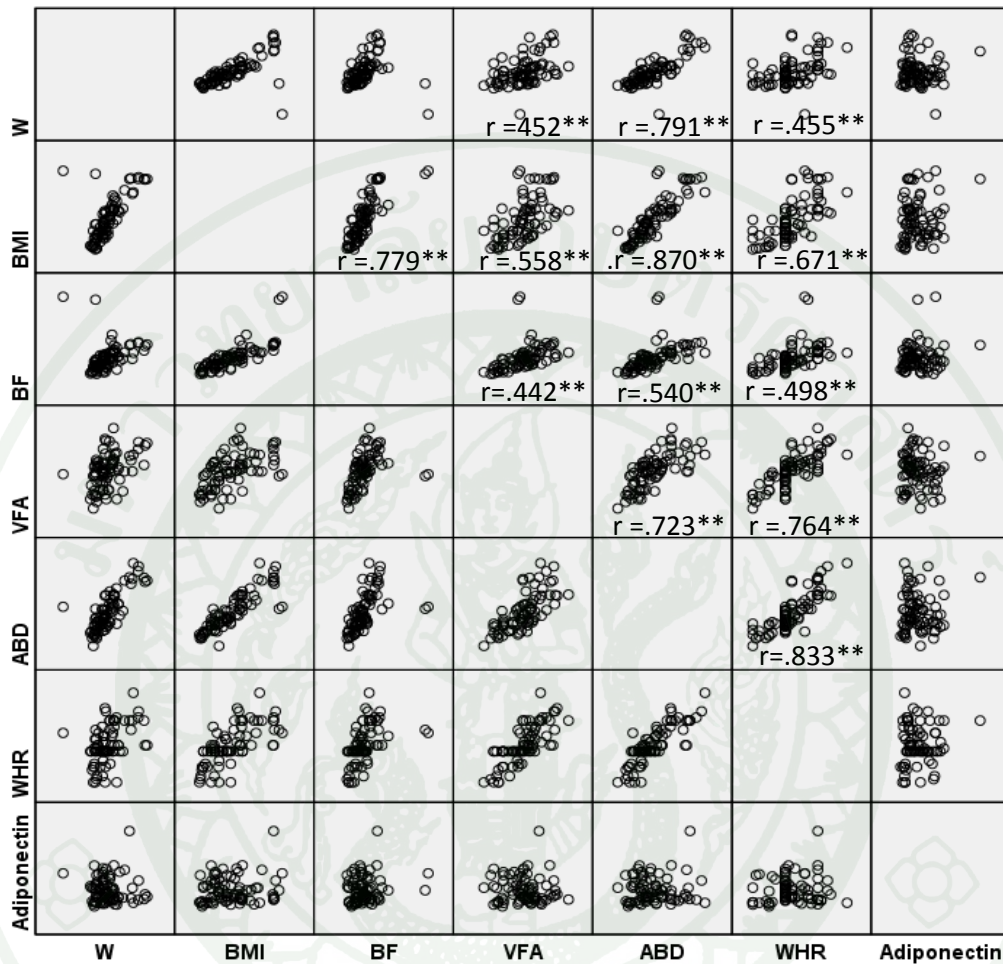 W
r =452** r =.791** r =.455**
BMI
r =.779** r =.558** .r =.870** r =.671**
BF
r=.442** r=.540** r=.498**
VFA
r =.723** r =.764**
ABD
r=.833**
WHR
Adiponectin
W BMI BF VFA ABD WHR Adiponectin